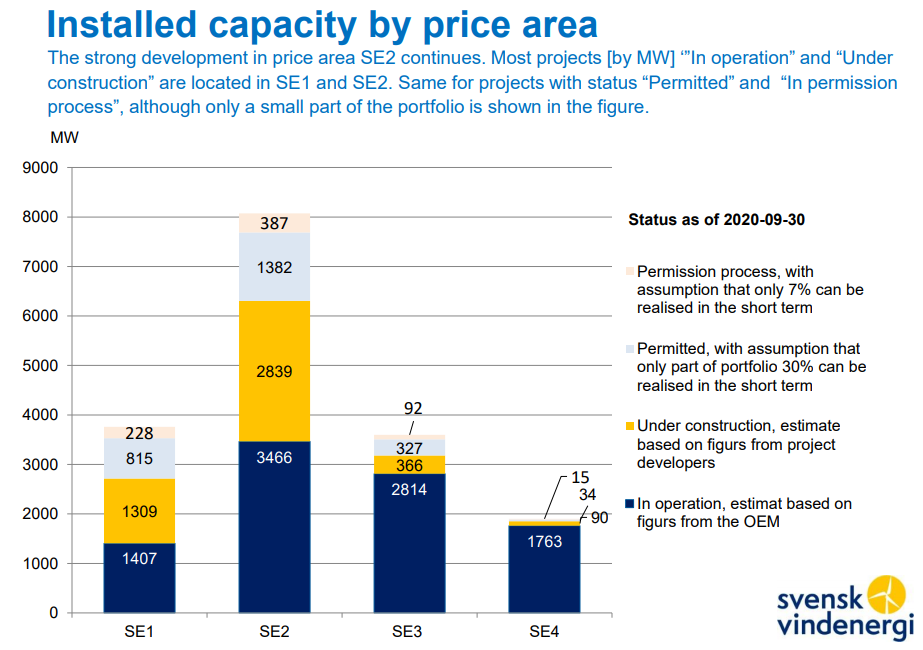 Installed capacity by price area
The strong development in price area SE2 continues. Most projects [by MW] ‘”In operation” and “Under
construction” are located in SE1 and SE2. Same for projects with status “Permitted” and “In permission
process”, although only a small part of the portfolio is shown in the figure.
MW
9000
8000
7000
6000
5000
4000
3000
2000
1000
0
228
815
1309
1407
387
1382
2839
3466
92
327
366
2814
15
34
90
1763
SE1
SE2
SE3
SE4
Status as of 2020-09-30
Permission process, with
assumption that only 7% can be
realised in the short term
Permitted, with assumption that
only part of portfolio 30% can be
realised in the short term
Under construction, estimate
based on figurs from project
developers
In operation, estimat based on
figurs from the OEM
svensk
vindenergi